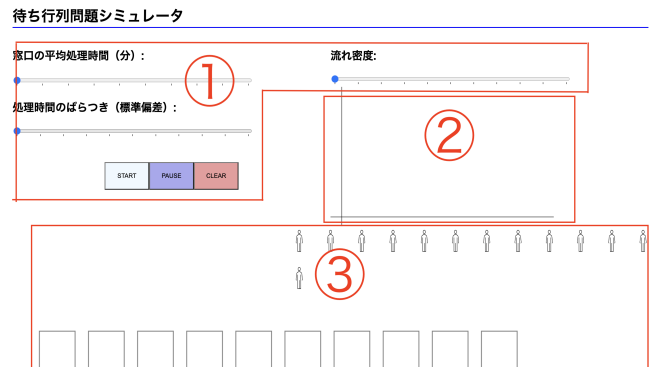 待ち行列問題シミュレータ
窓口の平均処理時間（分）:
流れ密度:
①
処理時間のばらつき（標準偏差）:
②
START PAUSE CLEAR
③